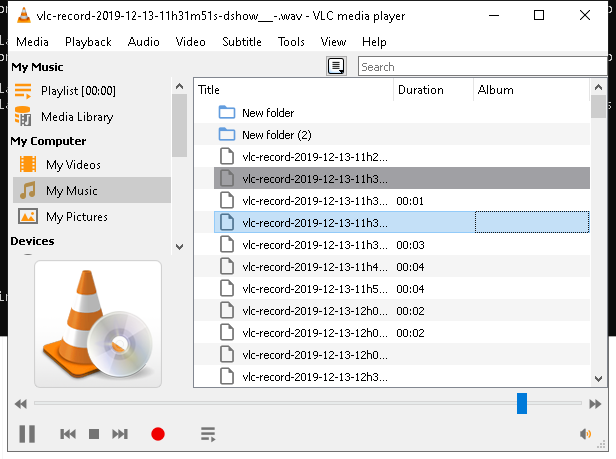 vlc-record-2019-12-13-11h31m51s-dshow__-.wav - VLC media player
Media Playback Audio Video Subtitle Tools View Help
My Music
Playlist [00:00]
Media Library
My Computer
My Videos
My Music
My Pictures
Devices
Search
Title Duration Album
New folder
New folder (2)
vlc-record-2019-12-13-11h2...
vlc-record-2019-12-13-11h3...
vlc-record-2019-12-13-11h3... 00:01
vlc-record-2019-12-13-11h3...
vlc-record-2019-12-13-11h3... 00:03
vlc-record-2019-12-13-11h4... 00:04
vlc-record-2019-12-13-11h5... 00:04
vlc-record-2019-12-13-12h0... 00:02
vlc-record-2019-12-13-12h0... 00:02
vlc-record-2019-12-13-12h0...
vlc-record-2019-12-13-12h3...